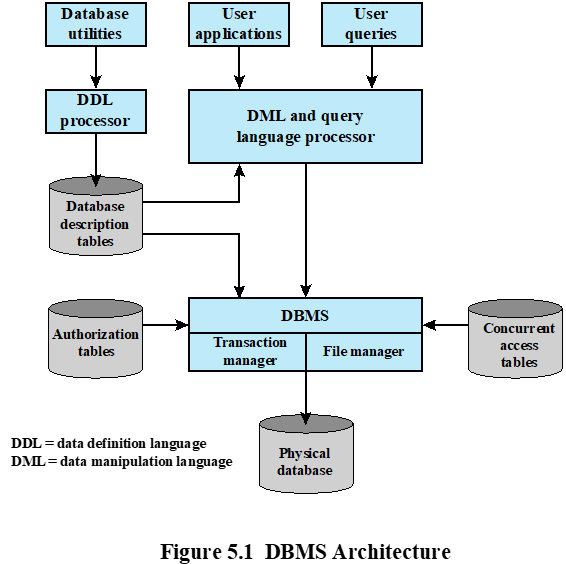 Database
utilities
User
applications
User
queries
DDL
processor
DML and query
language processor
Database
description
tables
DBMS
Transaction
manager
File manager
Authorization
tables
Concurrent
access
tables
Physical
database
DDL = data definition language
DML = data manipulation language
Figure 5.1  DBMS Architecture